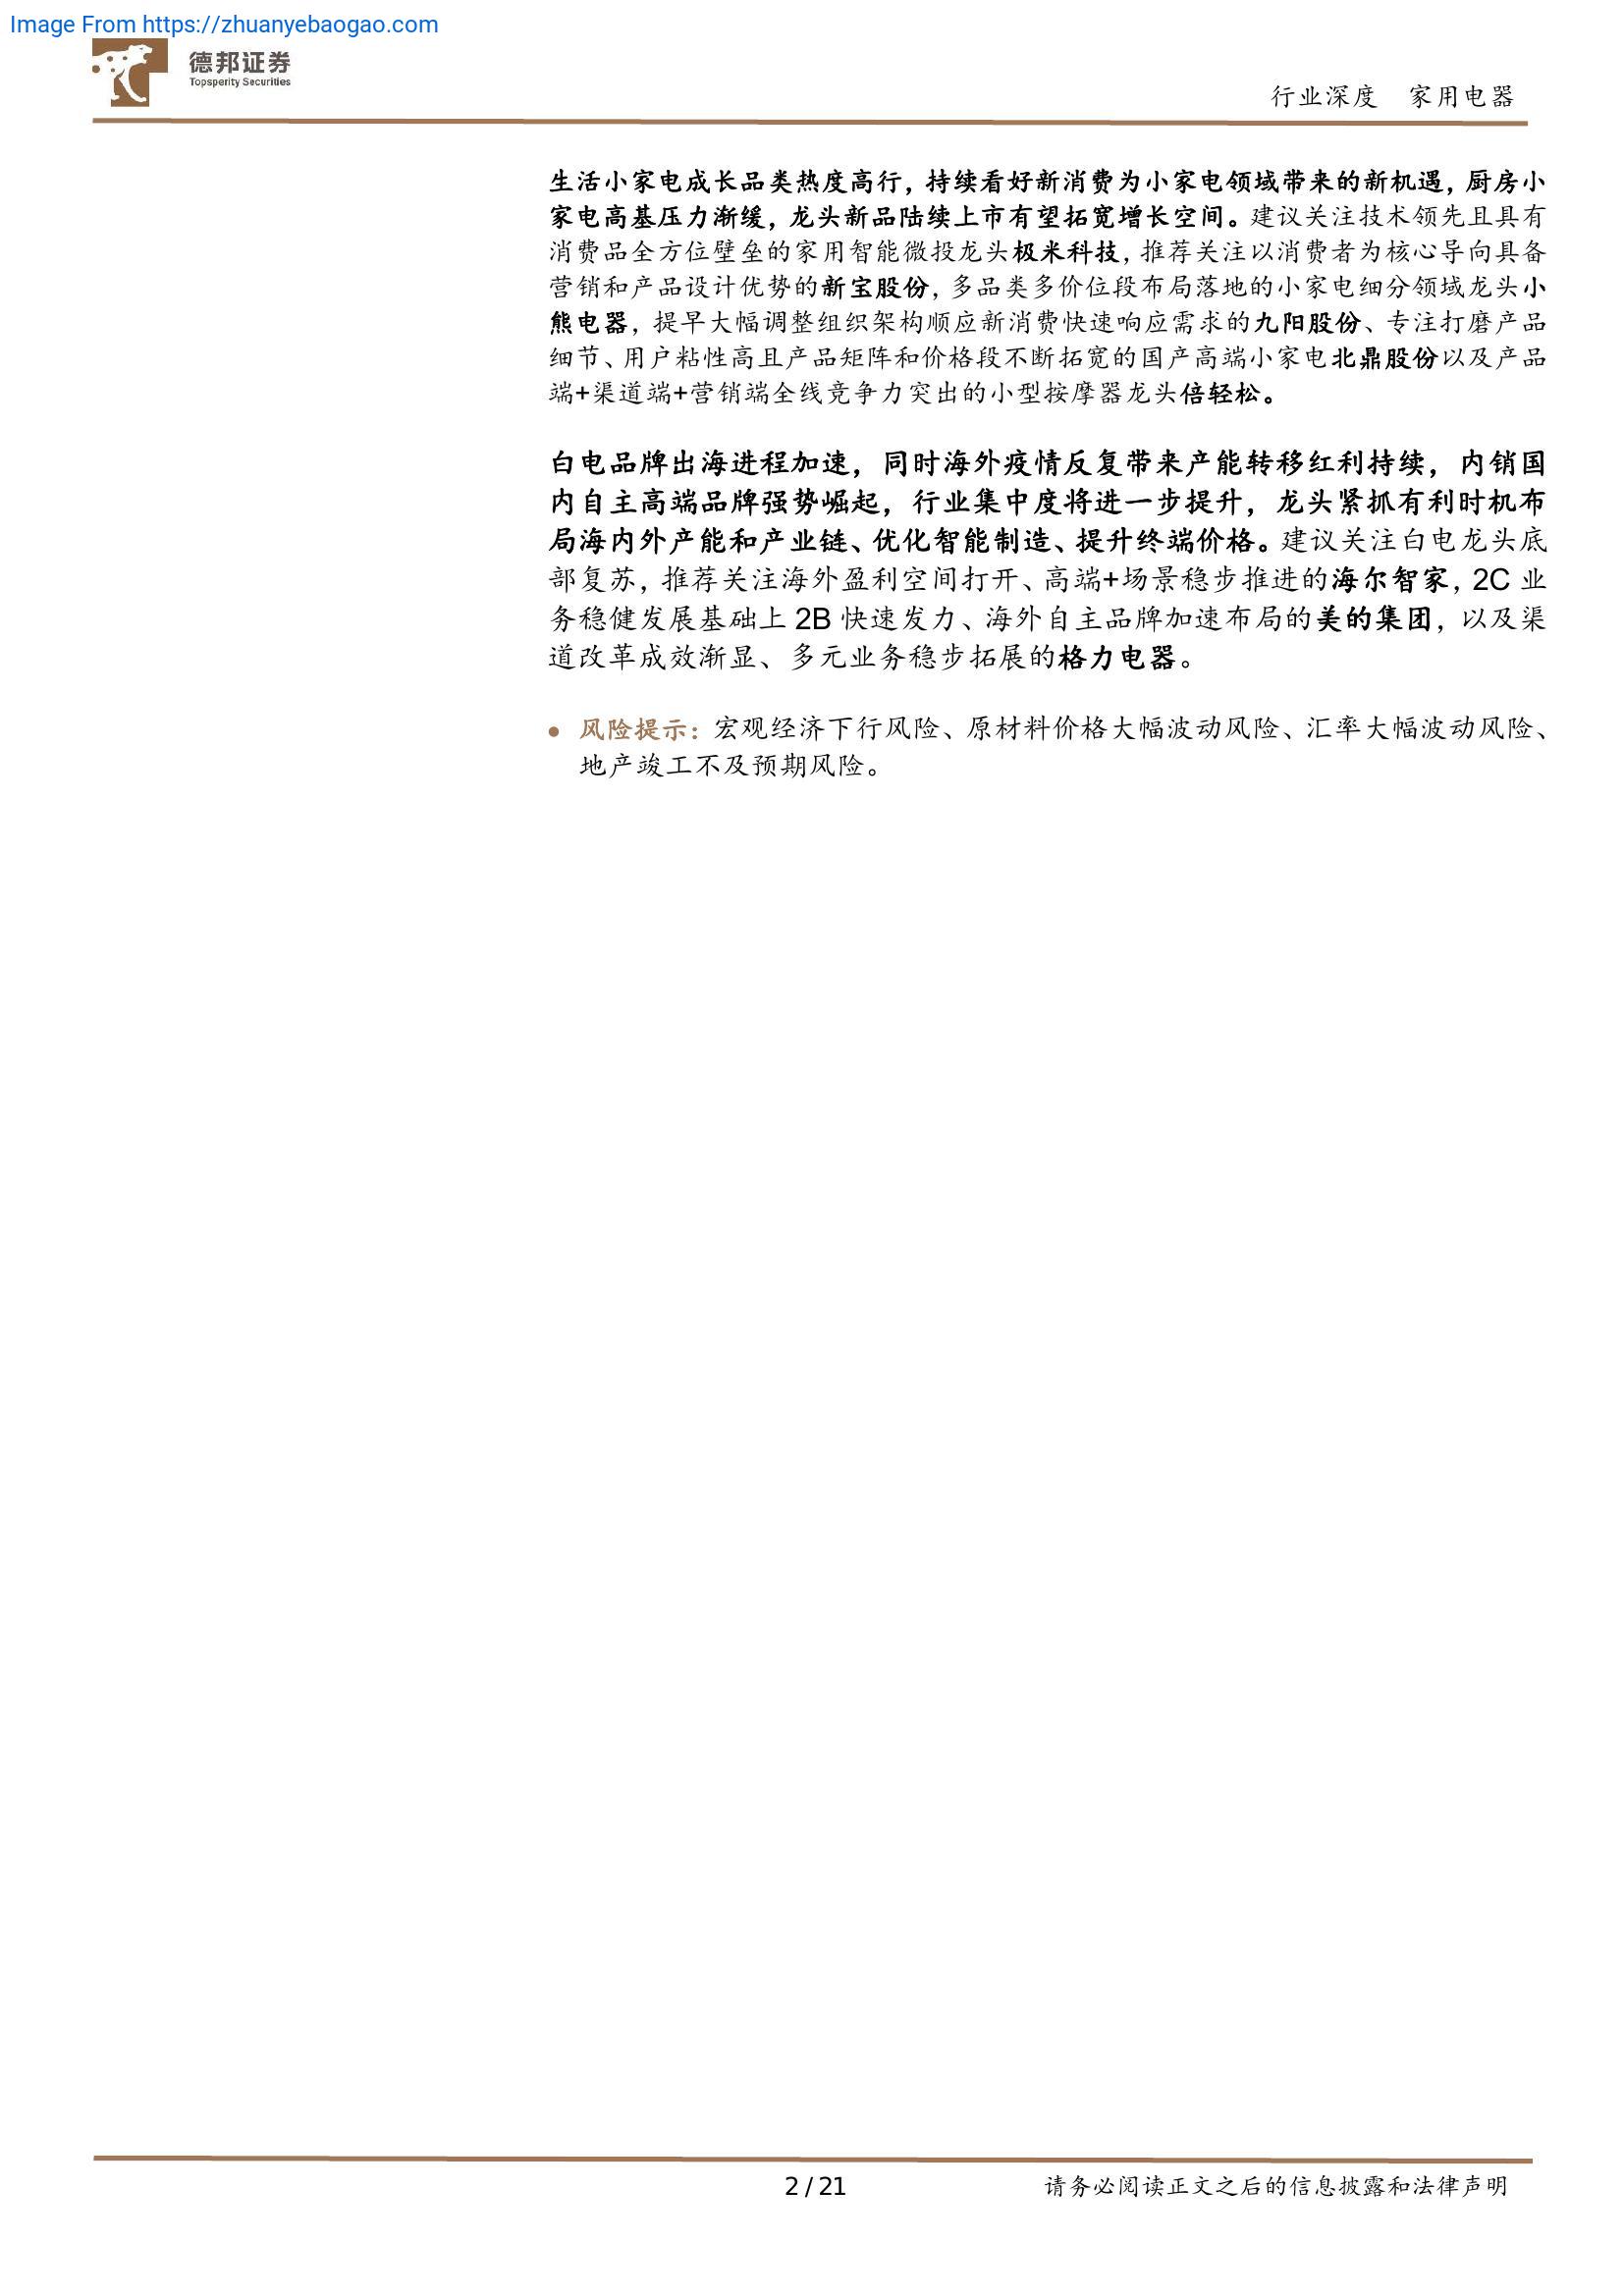 Image From https://zhuanyebaogao.com
德邦证券
Topsperity Securities
行业深度 家用电器
生活小家电成长品类热度高行，持续看好新消费为小家电领域带来的新机遇，厨房小
家电高基压力渐缓，龙头新品陆续上市有望拓宽增长空间。建议关注技术领先且具有
消费品全方位壁垒的家用智能微投龙头极米科技，推荐关注以消费者为核心导向具备
营销和产品设计优势的新宝股份，多品类多价位段布局落地的小家电细分领域龙头小
熊电器，提早大幅调整组织架构顺应新消费快速响应需求的九阳股份、专注打磨产品
细节、用户粘性高且产品矩阵和价格段不断拓宽的国产高端小家电北鼎股份以及产品
端+渠道端+营销端全线竞争力突出的小型按摩器龙头倍轻松。
白电品牌出海进程加速，同时海外疫情反复带来产能转移红利持续，内销国
内自主高端品牌强势崛起，行业集中度将进一步提升，龙头紧抓有利时机布
局海内外产能和产业链、优化智能制造、提升终端价格。建议关注白电龙头底
部复苏，推荐关注海外盈利空间打开、高端+场景稳步推进的海尔智家，2C 业
务稳健发展基础上 2B 快速发力、海外自主品牌加速布局的美的集团，以及渠
道改革成效渐显、多元业务稳步拓展的格力电器。
● 风险提示：宏观经济下行风险、原材料价格大幅波动风险、汇率大幅波动风险、
地产竣工不及预期风险。
2 / 21
请务必阅读正文之后的信息披露和法律声明